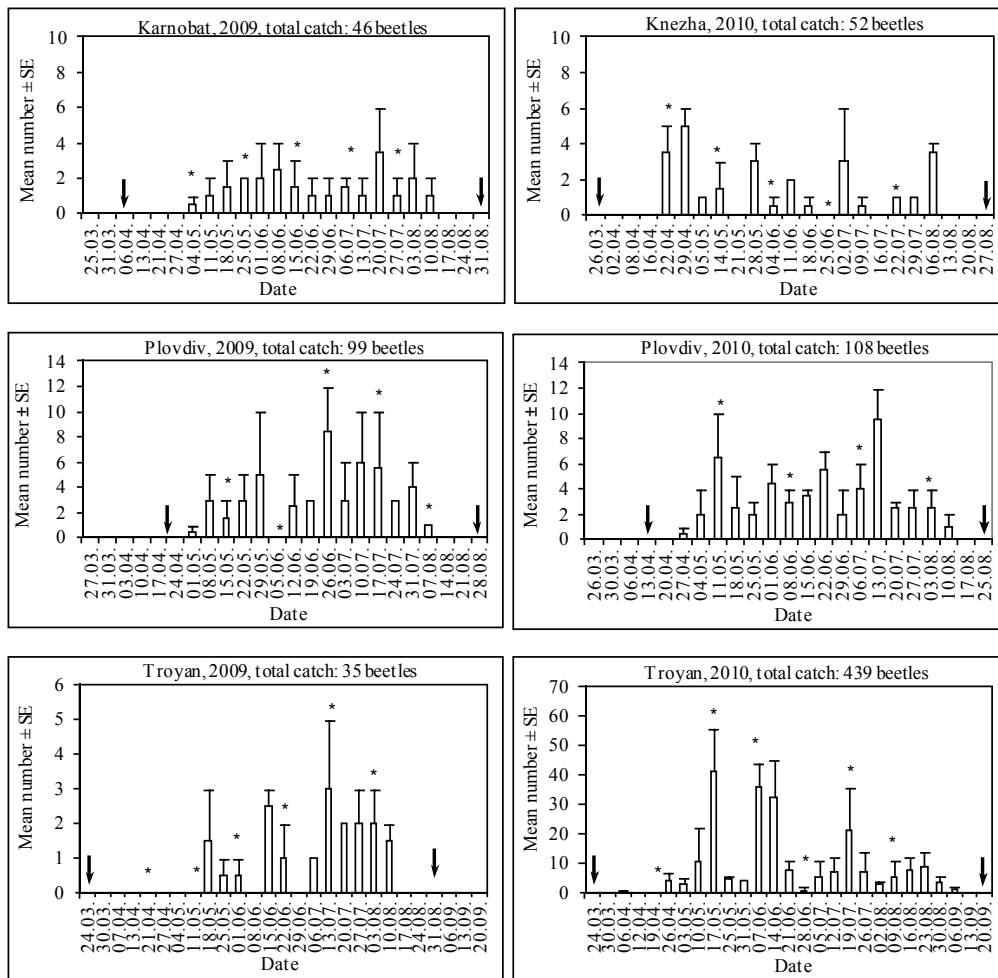 Karnobat, 2009, total catch: 46 beetles
Mean number ± SE
10
8
6
4
2
0
25.03. 31.03. 06.04. 13.04. 21.04. 27.04. 04.05. 11.05. 18.05. 25.05. 01.06. 08.06. 15.06. 22.06. 29.06. 06.07. 13.07. 20.07. 27.07. 03.08. 10.08. 17.08. 24.08. 31.08.
Date
Knezha, 2010, total catch: 52 beetles
Mean number ± SE
10
8
6
4
2
0
26.03. 02.04. 08.04. 16.04. 22.04. 29.04. 05.05. 14.05. 21.05. 28.05. 04.06. 11.06. 18.06. 25.06. 02.07. 09.07. 16.07. 22.07. 29.07. 06.08. 13.08. 20.08. 27.08.
Date
Plovdiv, 2009, total catch: 99 beetles
Mean number ± SE
14
12
10
8
6
4
2
0
27.03. 31.03. 03.04. 10.04. 17.04. 24.04. 01.05. 08.05. 15.05. 22.05. 29.05. 05.06. 12.06. 19.06. 26.06. 03.07. 10.07. 17.07. 24.07. 31.07. 07.08. 14.08. 21.08. 28.08.
Date
Plovdiv, 2010, total catch: 108 beetles
Mean number ± SE
14
12
10
8
6
4
2
0
26.03. 30.03. 06.04. 13.04. 20.04. 27.04. 04.05. 11.05. 18.05. 25.05. 01.06. 08.06. 15.06. 22.06. 29.06. 06.07. 13.07. 20.07. 27.07. 03.08. 10.08. 17.08. 25.08.
Date
Troyan, 2009, total catch: 35 beetles
Mean number ± SE
6
5
4
3
2
1
0
24.03. 30.03. 07.04. 13.04. 21.04 27.04. 04.05. 11.05. 18.05. 25.05. 01.06. 08.06. 15.06. 22.06 29.06. 06.07. 13.07. 20.07. 27.07. 03.08 10.08. 17.08. 24.08. 31.08. 06.09. 13.09. 20.09.
Date
Troyan, 2010, total catch: 439 beetles
Mean number ± SE
70
60
50
40
30
20
10
0
24.03. 30.03. 06.04. 12.04. 19.04. 26.04. 03.05. 10.05. 17.05. 25.05. 31.05. 07.06. 14.06. 21.06. 28.06. 05.07. 12.07. 19.07. 26.07. 02.08. 09.08. 16.08. 23.08. 30.08. 06.09. 13.09. 20.09.
Date